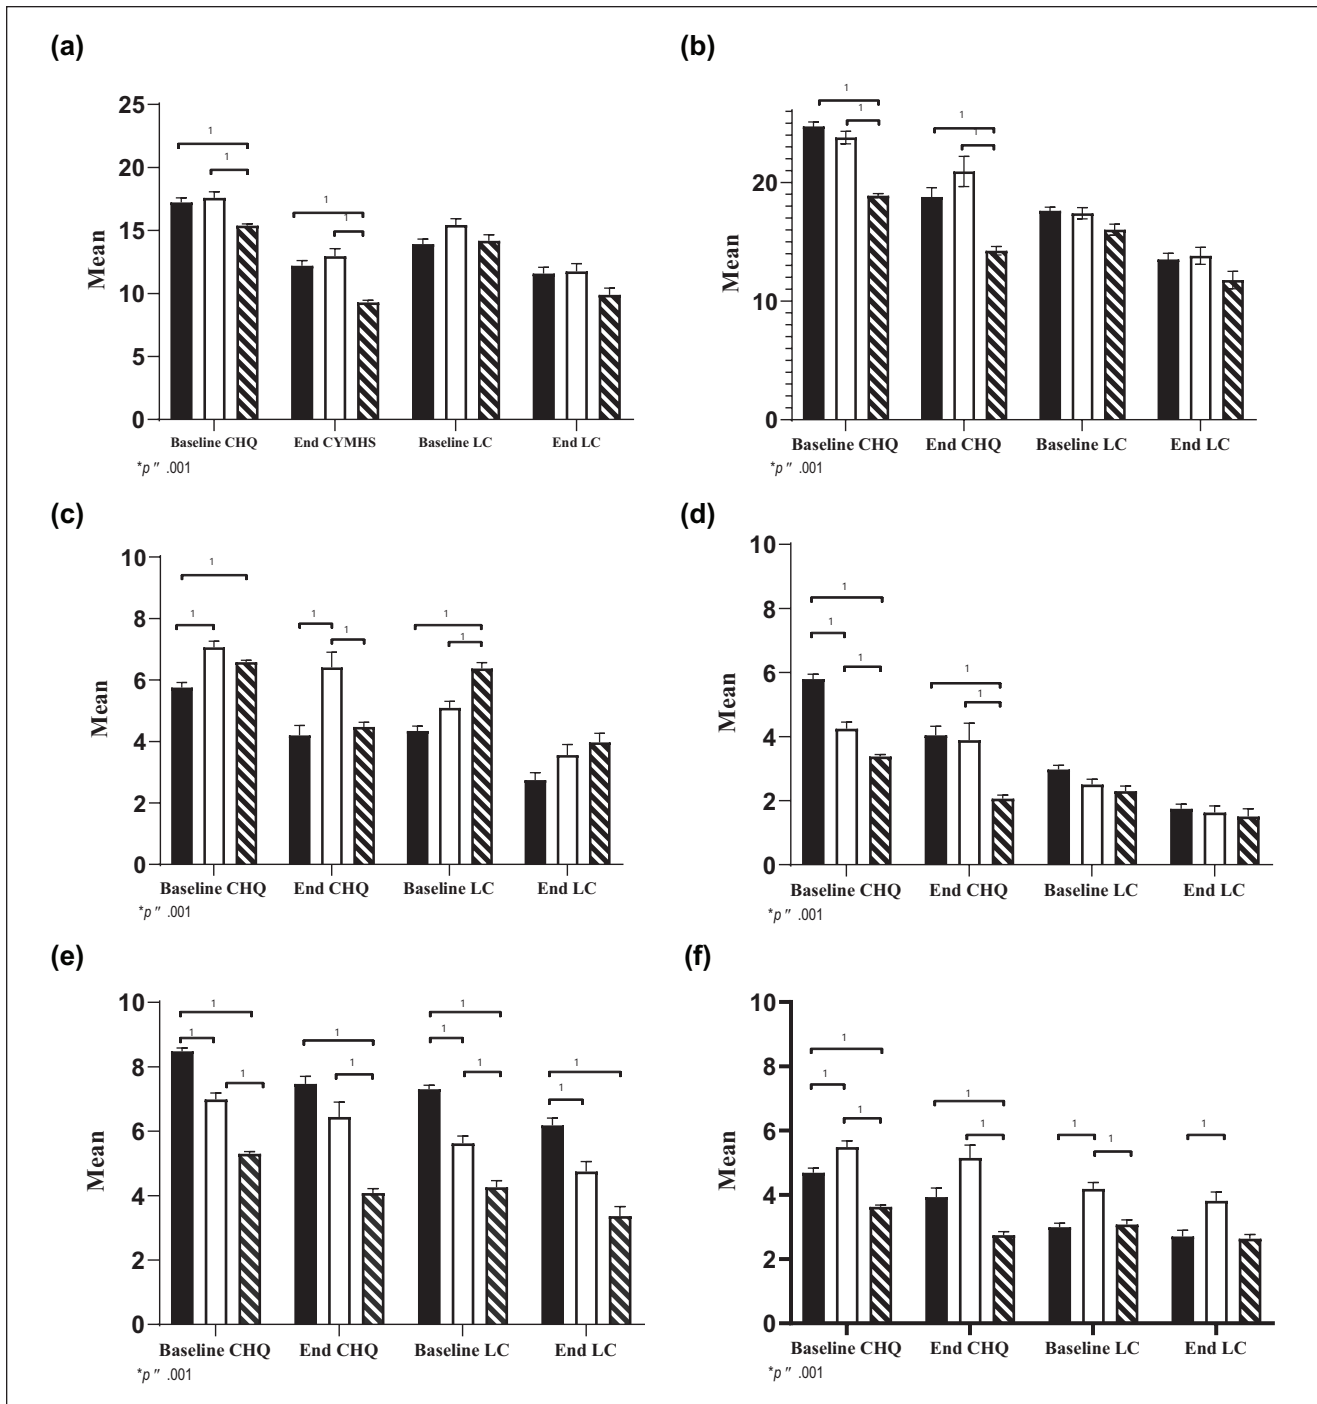 (a)
25
20
15
10
5
0
Mean
1
1
1
1
Baseline CHQ End CYMHS Baseline LC End LC
*p " .001
(b)
20
10
0
Mean
1
1
1
1
Baseline CHQ End CHQ Baseline LC End LC
*p " .001
(c)
10
8
6
4
2
0
Mean
1
1
1
1
1
1
Baseline CHQ End CHQ Baseline LC End LC
*p " .001
(d)
10
8
6
4
2
0
Mean
1
1
1
1
1
Baseline CHQ End CHQ Baseline LC End LC
*p " .001
(e)
10
8
6
4
2
0
Mean
1
1
1
1
1
1
1
1
1
1
Baseline CHQ End CHQ Baseline LC End LC
*p " .001
(f)
10
8
6
4
2
0
Mean
1
1
1
1
1
1
1
1
Baseline CHQ End CHQ Baseline LC End LC
*p " .001